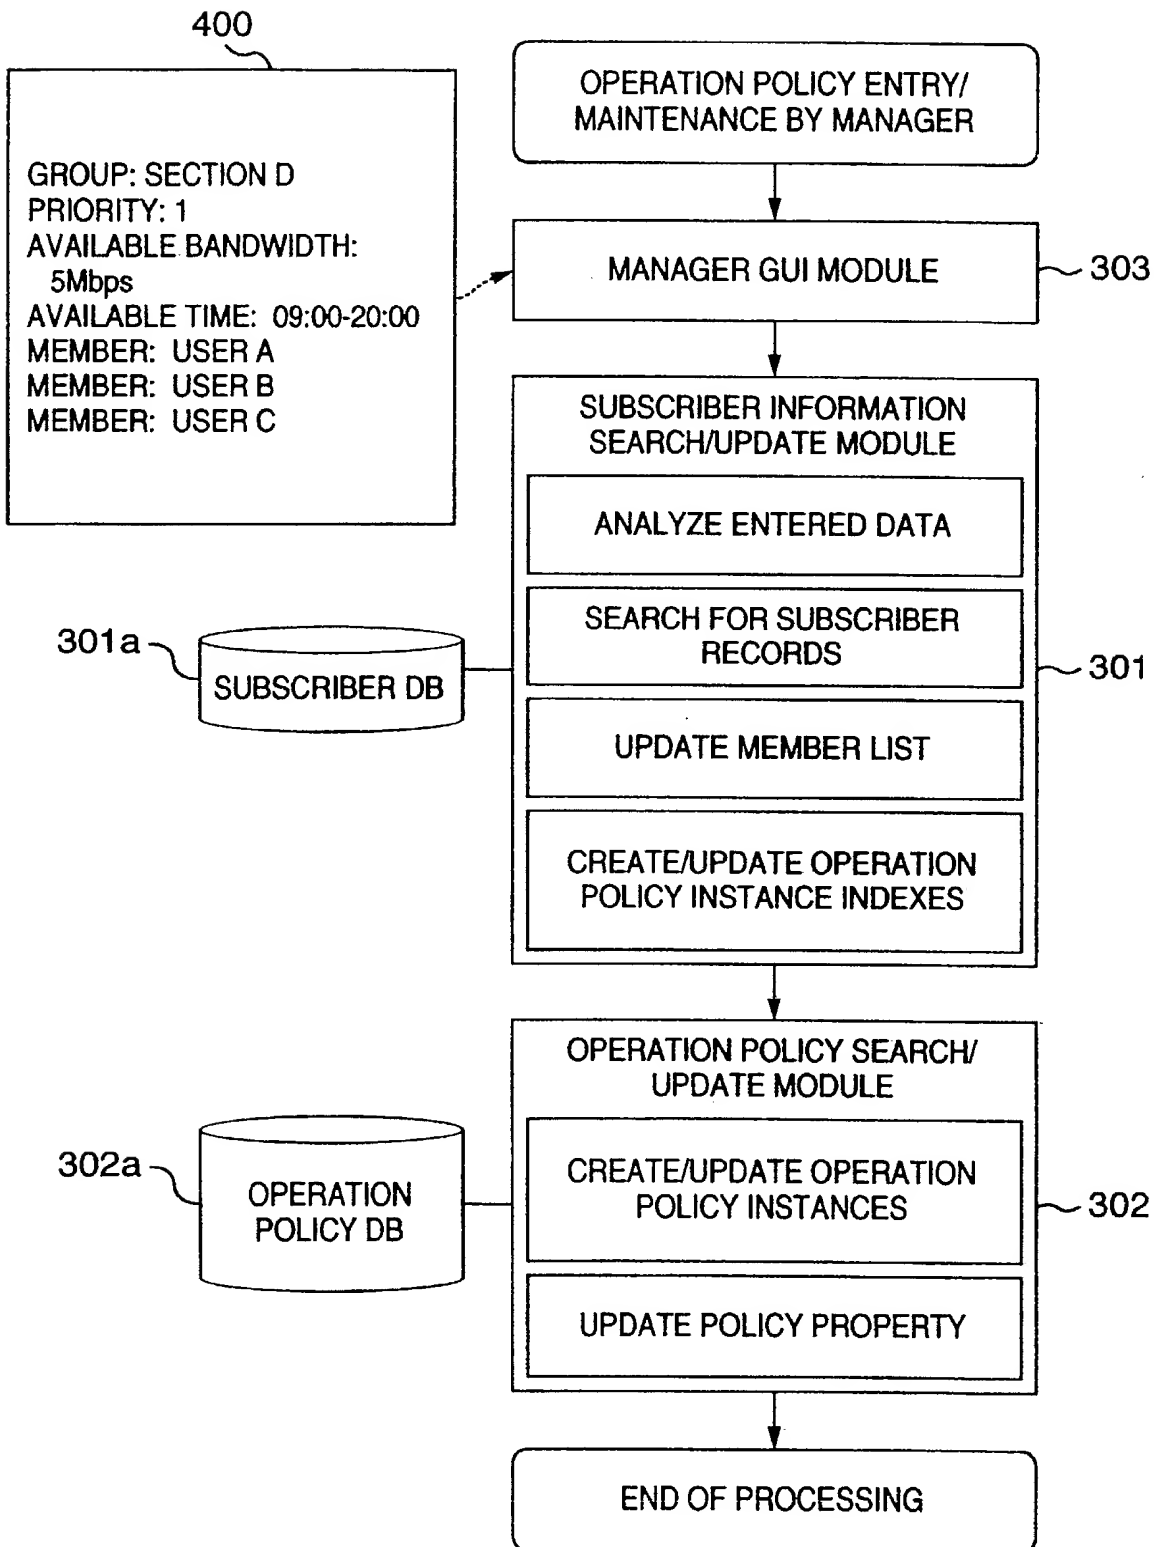 400
OPERATION POLICY ENTRY/
MAINTENANCE BY MANAGER
GROUP: SECTION D
PRIORITY: 1
AVAILABLE BANDWIDTH:
5Mbps
AVAILABLE TIME: 09:00-20:00
MEMBER: USER A
MEMBER: USER B
MEMBER: USER C
MANAGER GUI MODULE
303
SUBSCRIBER INFORMATION
SEARCH/UPDATE MODULE
ANALYZE ENTERED DATA
SEARCH FOR SUBSCRIBER
RECORDS
UPDATE MEMBER LIST
CREATE/UPDATE OPERATION
POLICY INSTANCE INDEXES
301
301a
SUBSCRIBER DB
OPERATION POLICY SEARCH/
UPDATE MODULE
CREATE/UPDATE OPERATION
POLICY INSTANCES
UPDATE POLICY PROPERTY
302
302a
OPERATION
POLICY DB
END OF PROCESSING